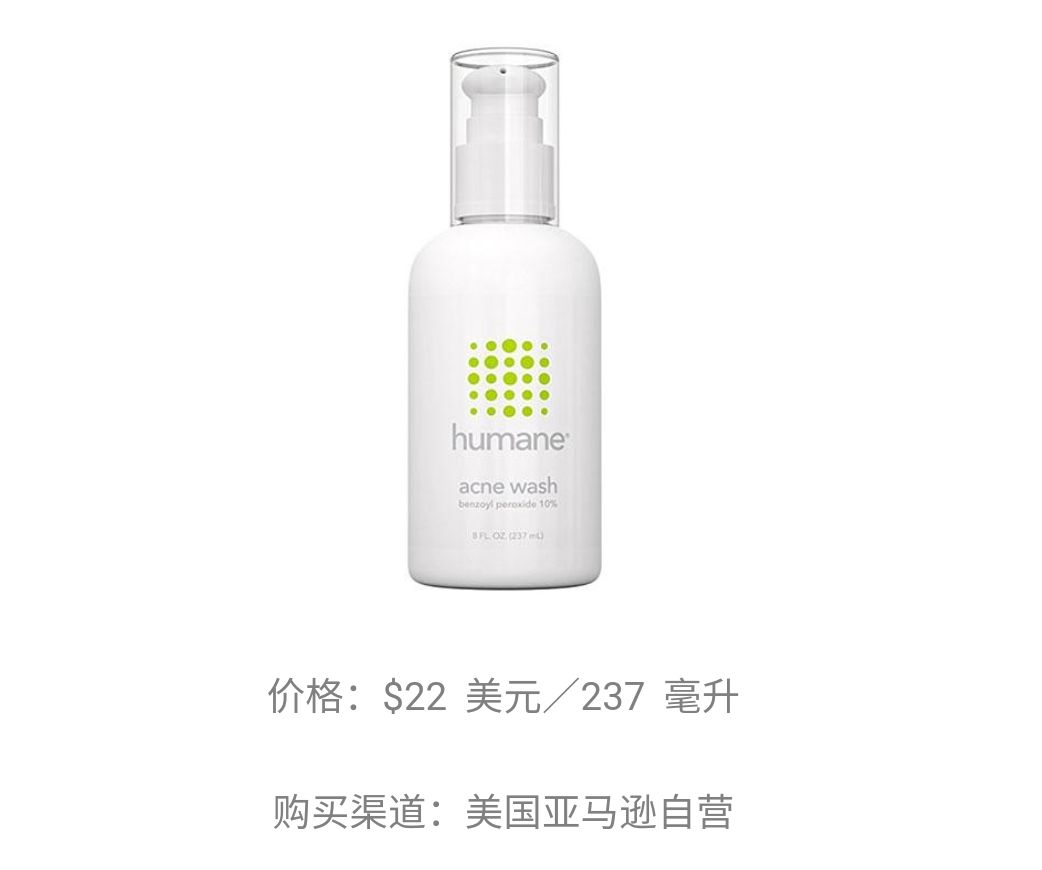 humane®
acne wash
benzoyl peroxide 10%
8 FL. OZ. (237 mL)
价格：$22 美元／237 毫升
购买渠道：美国亚马逊自营